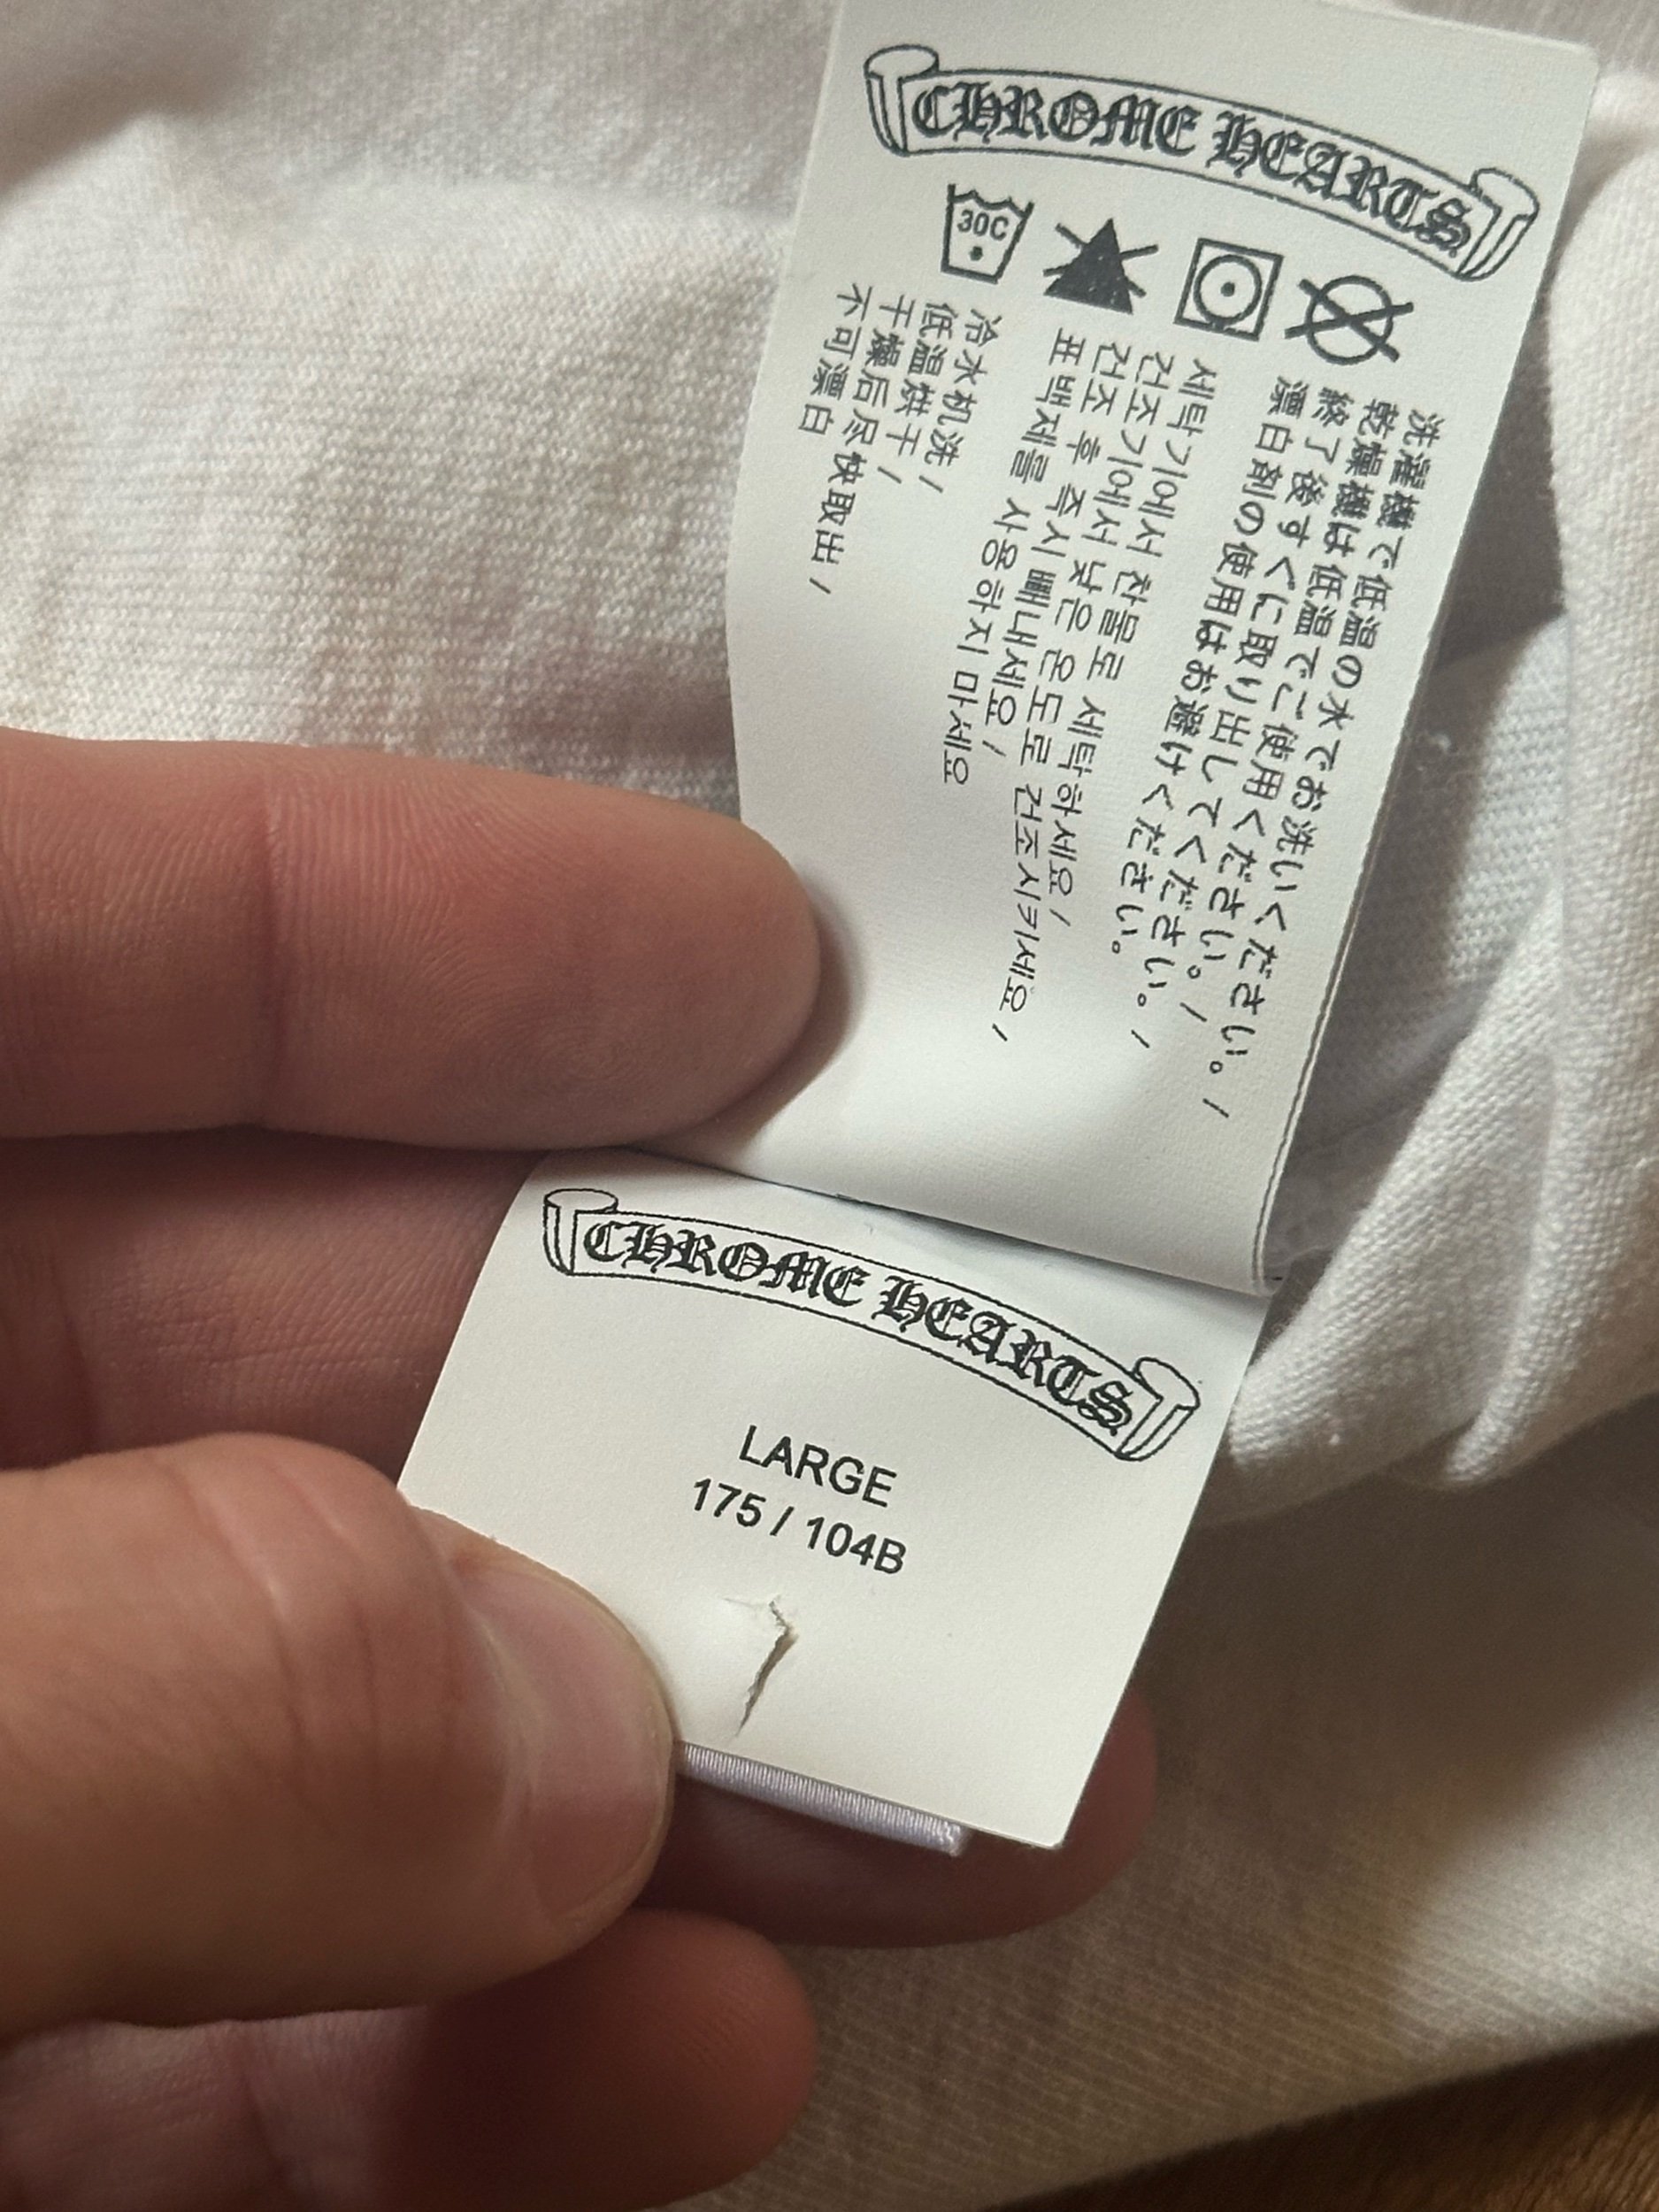 CHROME HEARTS
30C
洗濯機で低温の水でお洗いください。/
乾燥機は低温でご使用ください。/
終了後すぐに取り出してください。/
漂白剤の使用はお避けください。
세탁기에서 찬물로 세탁하세요 /
건조기에서 낮은 온도로 건조시키세요 /
건조 후 즉시 빼내세요 /
표백제를 사용하지 마세요
冷水机洗 /
低温烘干 /
干燥后尽快取出 /
不可漂白
CHROME HEARTS
LARGE
175 / 104B